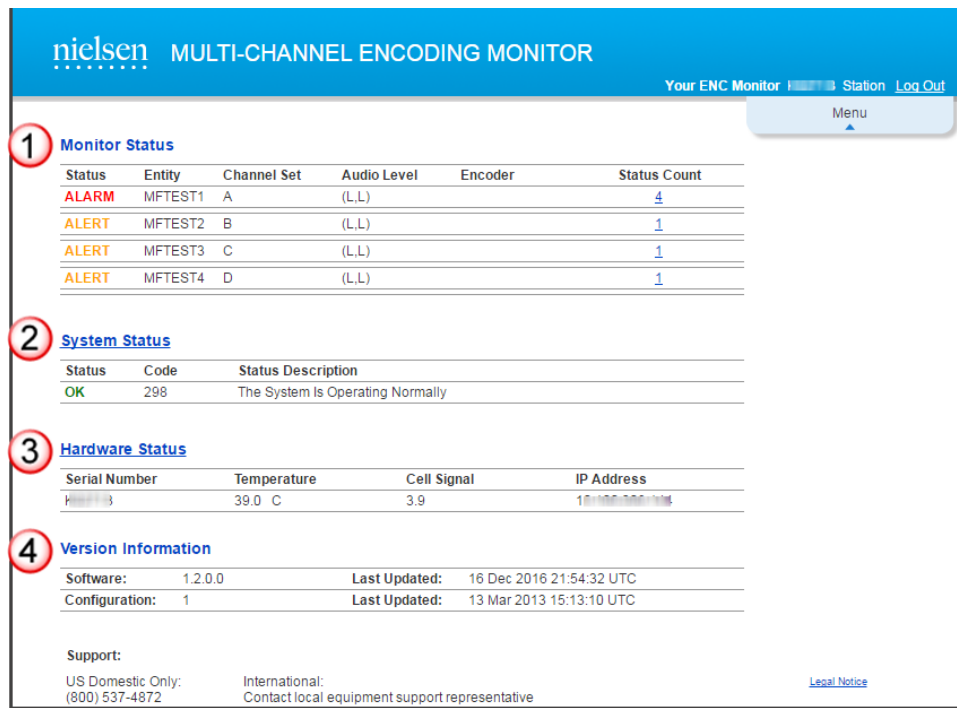 nielsen MULTI-CHANNEL ENCODING MONITOR
Your ENC Monitor Station Log Out
Menu
1 Monitor Status
Status Entity Channel Set Audio Level Encoder Status Count
ALARM MFTEST1 A (L,L) 4
ALERT MFTEST2 B (L,L) 1
ALERT MFTEST3 C (L,L) 1
ALERT MFTEST4 D (L,L) 1
2 System Status
Status Code Status Description
OK 298 The System Is Operating Normally
3 Hardware Status
Serial Number Temperature Cell Signal IP Address
39.0 C 3.9
4 Version Information
Software: 1.2.0.0 Last Updated: 16 Dec 2016 21:54:32 UTC
Configuration: 1 Last Updated: 13 Mar 2013 15:13:10 UTC
Support:
US Domestic Only: International:
(800) 537-4872 Contact local equipment support representative
Legal Notice